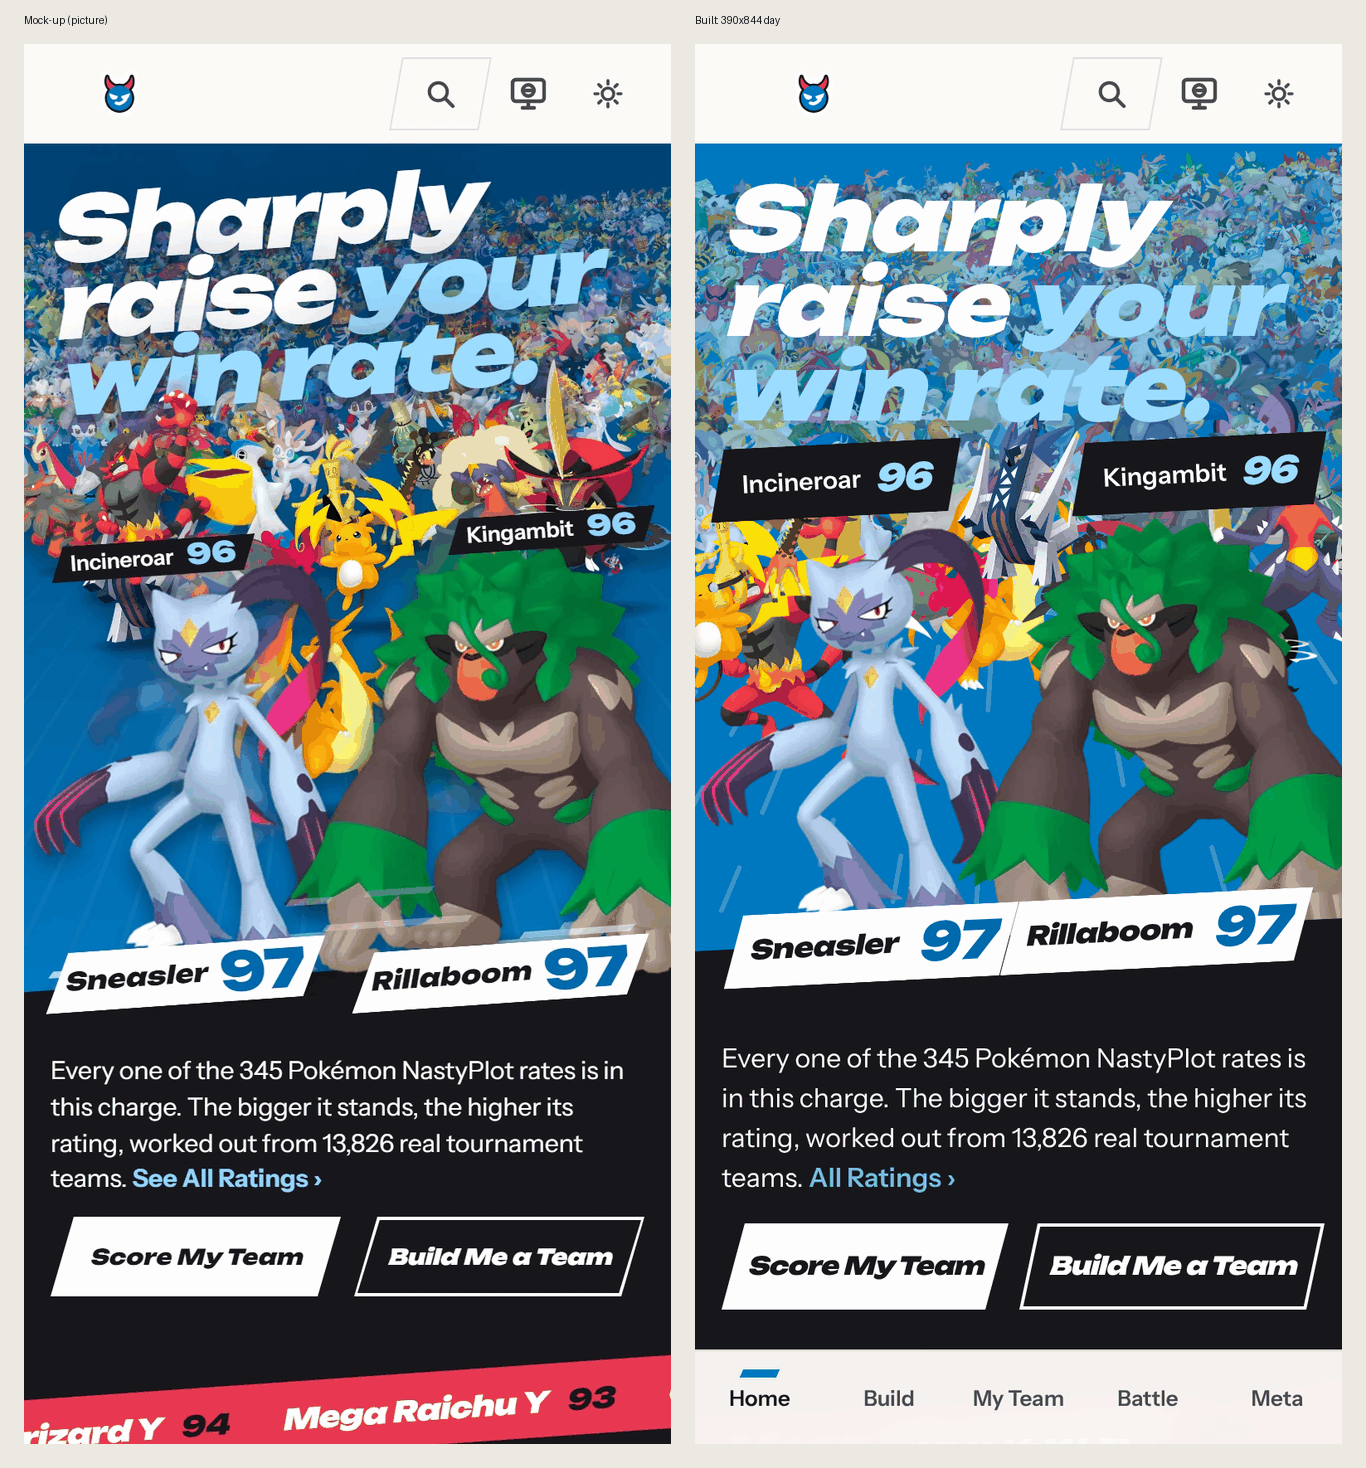 Mock-up (picture)
Sharply
raise your
win rate.
Incineroar 96
Kingambit 96
Sneasler 97
Rillaboom 97
Every one of the 345 Pokémon NastyPlot rates is in
this charge. The bigger it stands, the higher its
rating, worked out from 13,826 real tournament
teams. See All Ratings ›
Score My Team
Build Me a Team
rizard Y 94
Mega Raichu Y 93
Built: 390x844 day
Sharply
raise your
win rate.
Incineroar 96
Kingambit 96
Sneasler 97
Rillaboom 97
Every one of the 345 Pokémon NastyPlot rates is
in this charge. The bigger it stands, the higher its
rating, worked out from 13,826 real tournament
teams. All Ratings ›
Score My Team
Build Me a Team
Home
Build
My Team
Battle
Meta